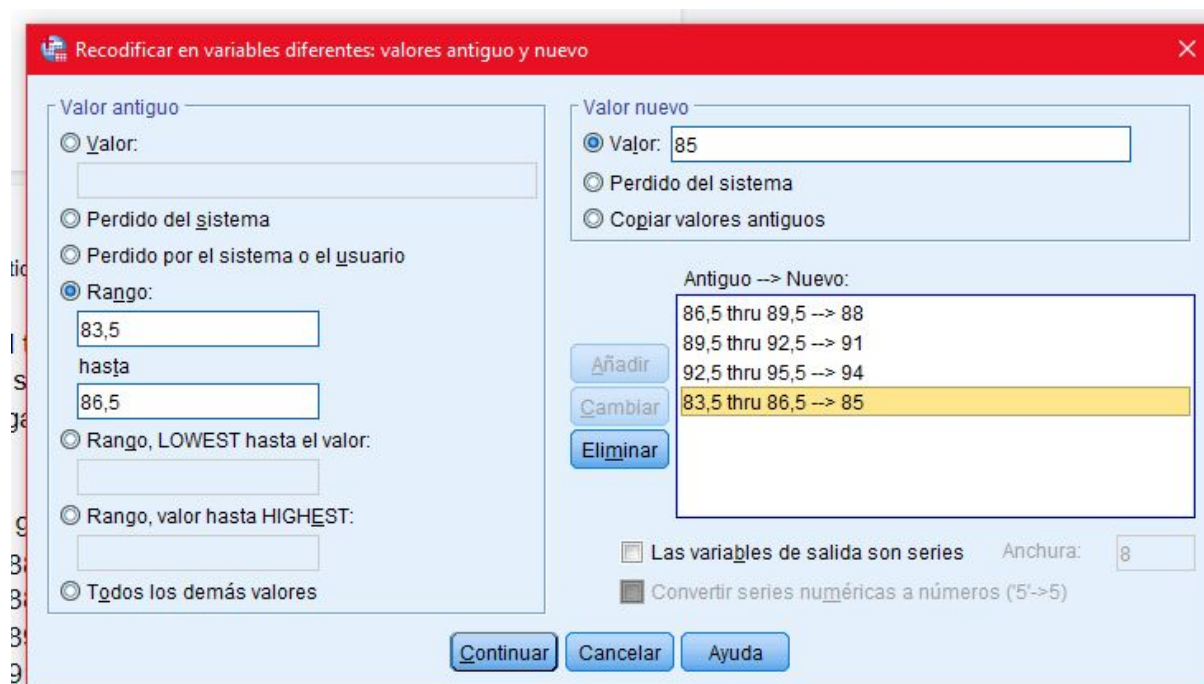 Recodificar en variables diferentes: valores antiguo y nuevo
Valor antiguo
Valor:
Perdido del sistema
Perdido por el sistema o el usuario
Rango:
83,5
hasta
86,5
Rango, LOWEST hasta el valor:
Rango, valor hasta HIGHEST:
Todos los demás valores
Valor nuevo
Valor: 85
Perdido del sistema
Copiar valores antiguos
Antiguo --> Nuevo:
86,5 thru 89,5 --> 88
89,5 thru 92,5 --> 91
92,5 thru 95,5 --> 94
83,5 thru 86,5 --> 85
Añadir
Cambiar
Eliminar
Las variables de salida son series Anchura: 8
Convertir series numéricas a números ('5'->5)
Continuar Cancelar Ayuda